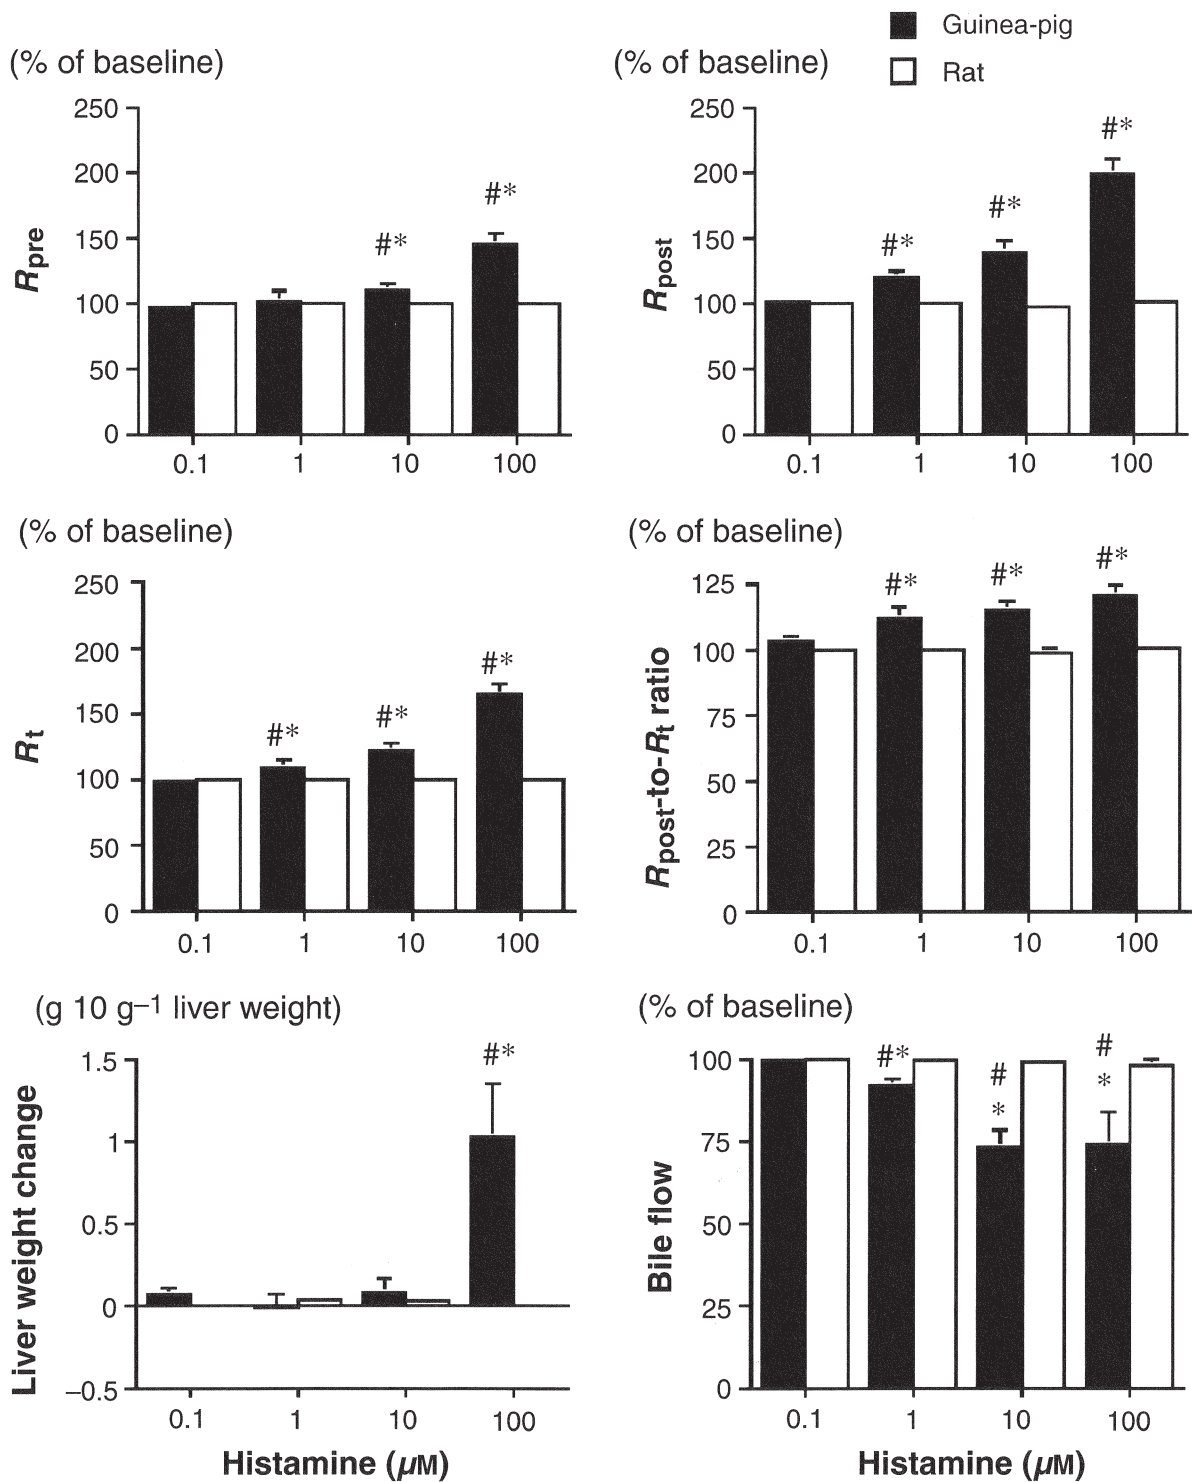 Guinea-pig
Rat
(% of baseline)
250
200
150
100
50
0
Rpre
#*
#*
0.1 1 10 100
(% of baseline)
250
200
150
100
50
0
Rpost
#*
#*
#*
0.1 1 10 100
(% of baseline)
250
200
150
100
50
0
Rt
#*
#*
#*
0.1 1 10 100
(% of baseline)
125
100
75
50
25
0
Rpost-to-Rt ratio
#*
#*
#*
0.1 1 10 100
(g 10 g–1 liver weight)
1.5
1
0.5
0
–0.5
Liver weight change
#*
0.1 1 10 100
Histamine (μM)
(% of baseline)
100
75
50
25
0
Bile flow
#*
#
*
#
*
0.1 1 10 100
Histamine (μM)